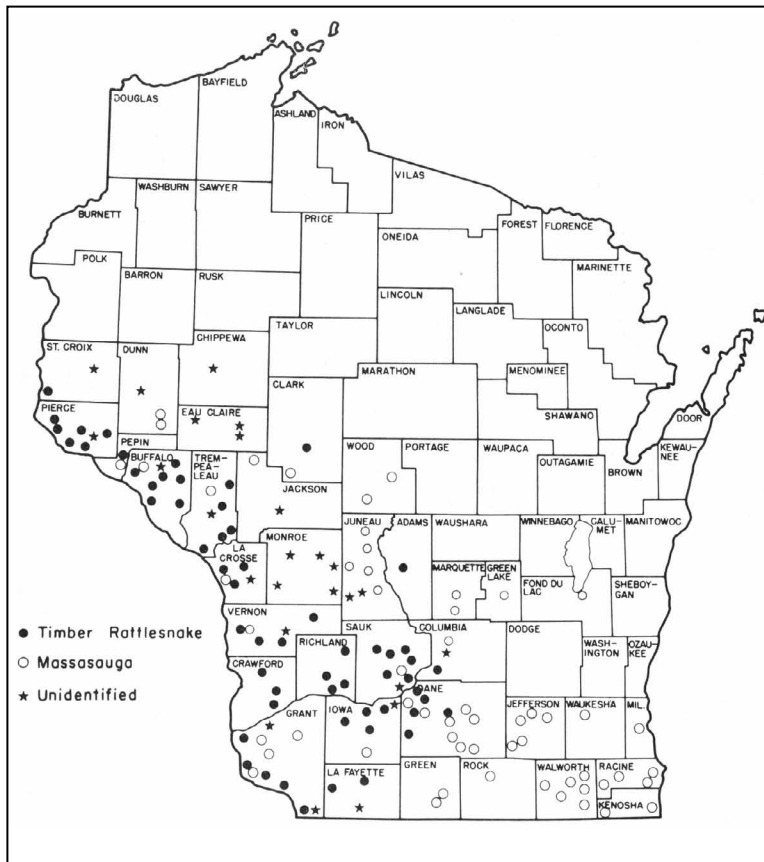 BAYFIELD
DOUGLAS
ASHLAND
IRON
VILAS
WASHBURN
SAWYER
BURNETT
PRICE
FOREST
FLORENCE
ONEIDA
POLK
MARINETTE
BARRON
RUSK
LINCOLN
LANGLADE
OCONTO
TAYLOR
CHIPPEWA
ST. CROIX
DUNN
MENOMINEE
MARATHON
CLARK
PIERCE
EAU CLAIRE
SHAWANO
DOOR
PEPIN
BUFFALO
TREM-
PEA-
LEAU
WOOD
PORTAGE
WAUPACA
OUTAGAMIE
BROWN
KEWAU-
NEE
JACKSON
JUNEAU
ADAMS
WAUSHARA
WINNEBAGO
CALU-
MET
MANITOWOC
MONROE
LA
CROSSE
MARQUETTE
GREEN
LAKE
FOND DU
LAC
SHEBOY-
GAN
VERNON
SAUK
COLUMBIA
DODGE
Timber Rattlesnake
RICHLAND
WASH-
INGTON
OZAU-
KEE
Massasauga
CRAWFORD
Unidentified
DANE
IOWA
JEFFERSON
WAUKESHA
MIL.
GRANT
LA FAYETTE
GREEN
ROCK
WALWORTH
RACINE
KENOSHA